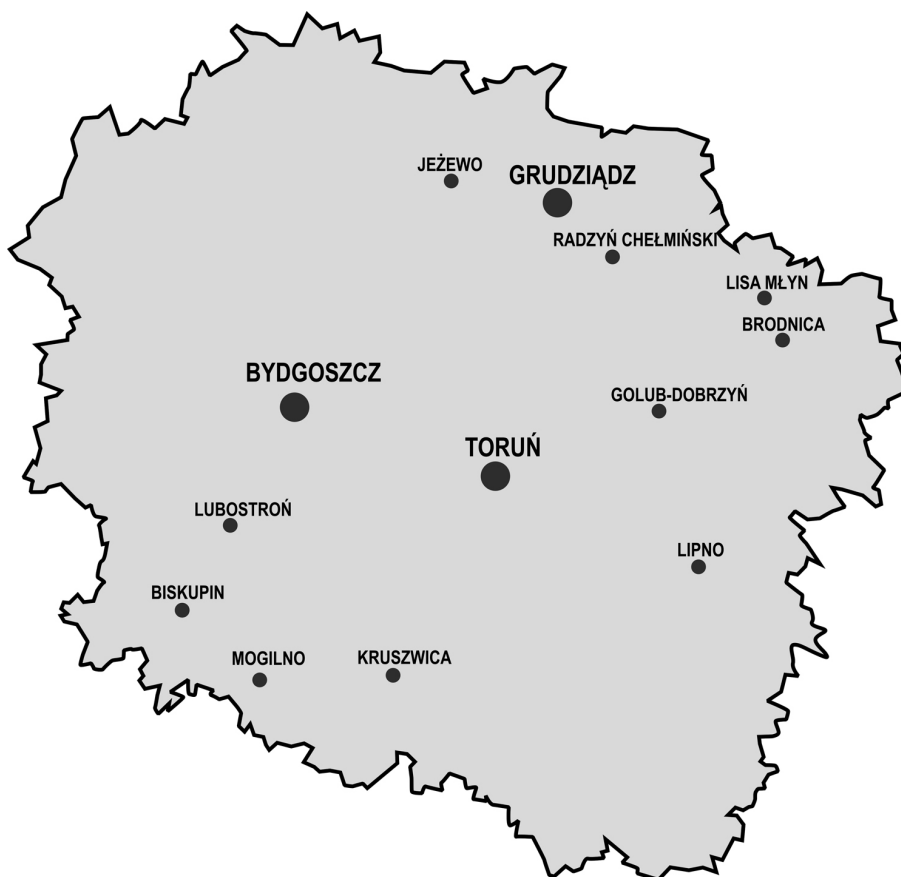 JEŻEWO
GRUDZIĄDZ
RADZYŃ CHEŁMIŃSKI
LISA MŁYN
BRODNICA
BYDGOSZCZ
GOLUB-DOBRZYŃ
TORUŃ
LUBOSTROŃ
LIPNO
BISKUPIN
MOGILNO
KRUSZWICA